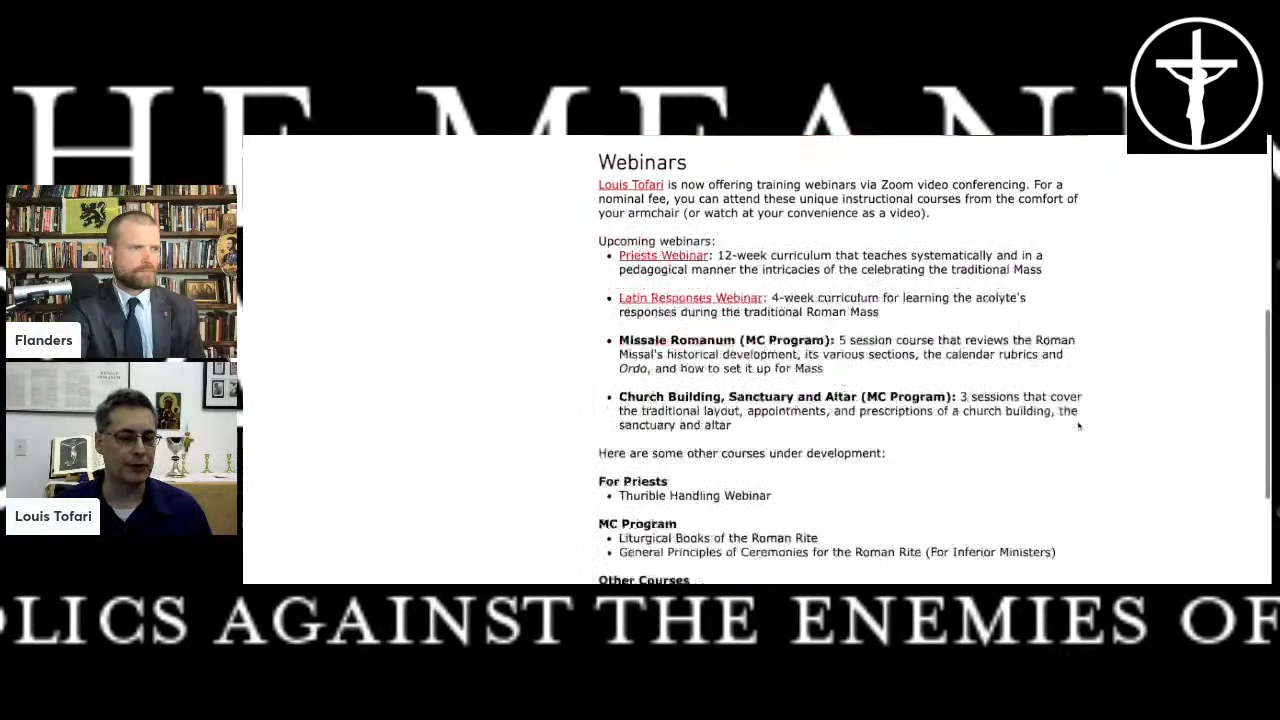 HE MEAN
Webinars
Louis Tofari is now offering training webinars via Zoom video conferencing. For a
nominal fee, you can attend these unique instructional courses from the comfort of
your armchair (or watch at your convenience as a video).
Upcoming webinars:
• Priests Webinar: 12-week curriculum that teaches systematically and in a
pedagogical manner the intricacies of the celebrating the traditional Mass
• Latin Responses Webinar: 4-week curriculum for learning the acolyte's
responses during the traditional Roman Mass
• Missale Romanum (MC Program): 5 session course that reviews the Roman
Missal's historical development, its various sections, the calendar rubrics and
Ordo, and how to set it up for Mass
• Church Building, Sanctuary and Altar (MC Program): 3 sessions that cover
the traditional layout, appointments, and prescriptions of a church building, the
sanctuary and altar
Here are some other courses under development:
For Priests
• Thurible Handling Webinar
MC Program
• Liturgical Books of the Roman Rite
• General Principles of Ceremonies for the Roman Rite (For Inferior Ministers)
Other Courses
Flanders
Louis Tofari
OLICS AGAINST THE ENEMIES OF